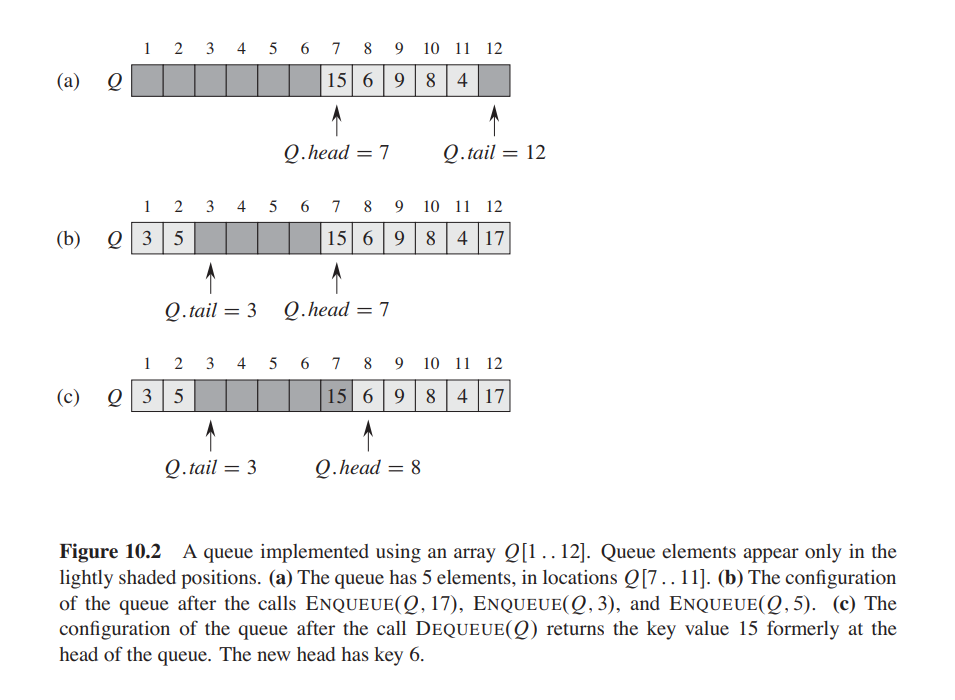 1 2 3 4 5 6 7 8 9 10 11 12
(a) Q 15 6 9 8 4
Q.head = 7 Q.tail = 12
1 2 3 4 5 6 7 8 9 10 11 12
(b) Q 3 5 15 6 9 8 4 17
Q.tail = 3 Q.head = 7
1 2 3 4 5 6 7 8 9 10 11 12
(c) Q 3 5 15 6 9 8 4 17
Q.tail = 3 Q.head = 8
Figure 10.2 A queue implemented using an array Q[1 . . 12]. Queue elements appear only in the
lightly shaded positions. (a) The queue has 5 elements, in locations Q[7 . . 11]. (b) The configuration
of the queue after the calls ENQUEUE(Q, 17), ENQUEUE(Q, 3), and ENQUEUE(Q, 5). (c) The
configuration of the queue after the call DEQUEUE(Q) returns the key value 15 formerly at the
head of the queue. The new head has key 6.